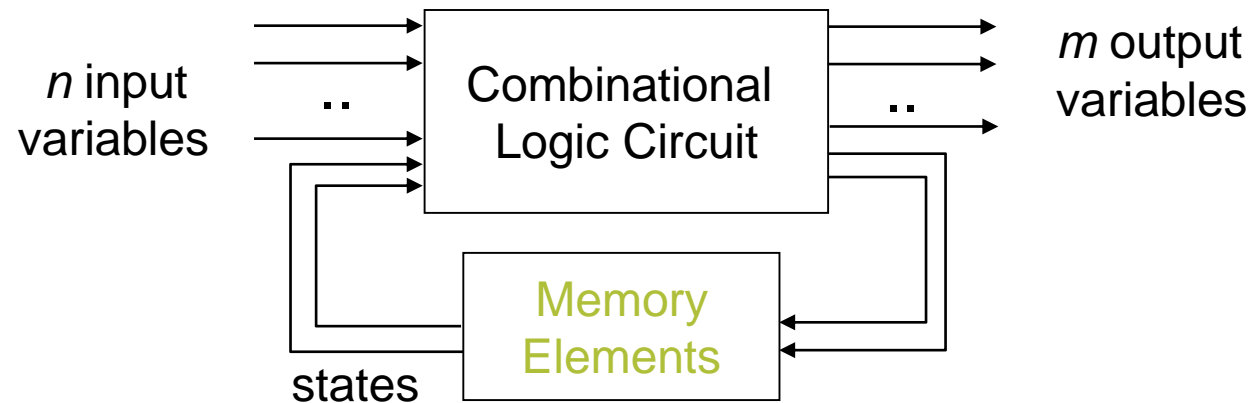 n input
variables
..
Combinational
Logic Circuit
..
m output
variables
Memory
Elements
states